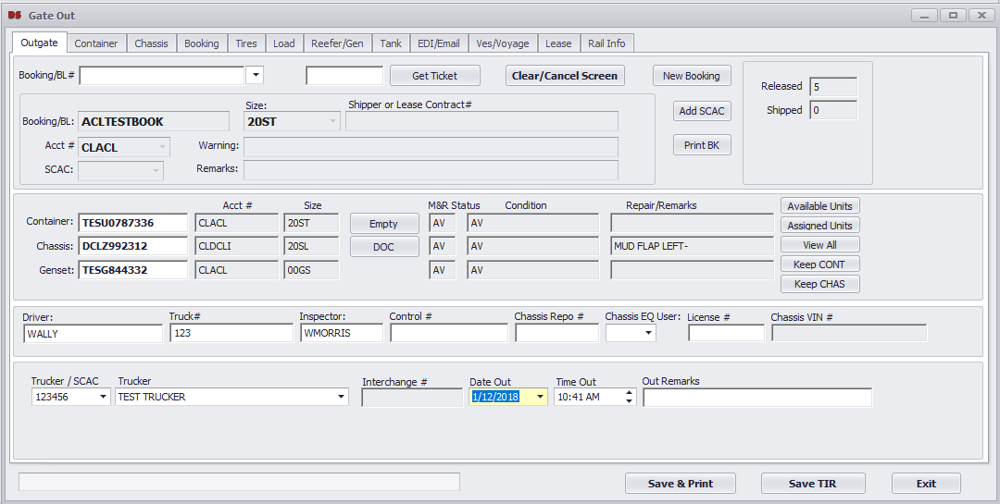 DS Gate Out
Outgate Container Chassis Booking Tires Load Reefer/Gen Tank EDI/Email Ves/Voyage Lease Rail Info
Booking/BL# Get Ticket Clear/Cancel Screen New Booking
Released 5
Shipped 0
Size: Shipper or Lease Contract#
Booking/BL: ACLTESTBOOK 20ST Add SCAC
Acct # CLACL Warning: Print BK
SCAC: Remarks:
Acct # Size M&R Status Condition Repair/Remarks Available Units
Container: TESU0787336 CLACL 20ST Empty AV AV Assigned Units
Chassis: DCLZ992312 CLDCLI 20SL DOC AV AV MUD FLAP LEFT- View All
Genset: TESG844332 CLACL 00GS AV AV Keep CONT
Keep CHAS
Driver: Truck# Inspector: Control # Chassis Repo # Chassis EQ User: License # Chassis VIN #
WALLY 123 WMORRIS
Trucker / SCAC Trucker Interchange # Date Out Time Out Out Remarks
123456 TEST TRUCKER 1/12/2018 10:41 AM
Save & Print Save TIR Exit